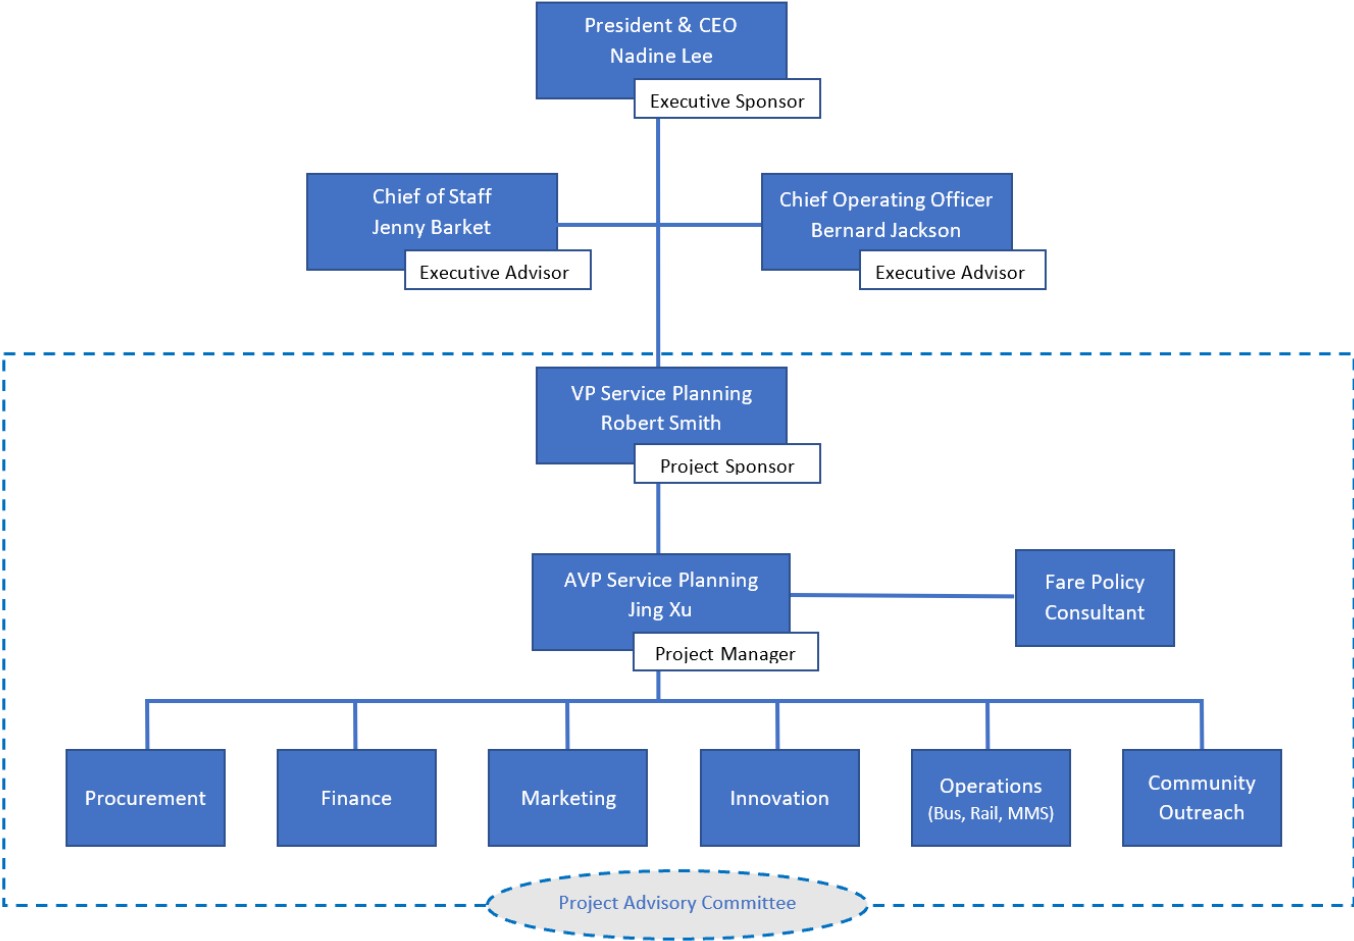 President & CEO
Nadine Lee
Executive Sponsor
Chief of Staff
Jenny Barket
Executive Advisor
Chief Operating Officer
Bernard Jackson
Executive Advisor
VP Service Planning
Robert Smith
Project Sponsor
AVP Service Planning
Jing Xu
Project Manager
Fare Policy
Consultant
Procurement
Finance
Marketing
Innovation
Operations
(Bus, Rail, MMS)
Community
Outreach
Project Advisory Committee